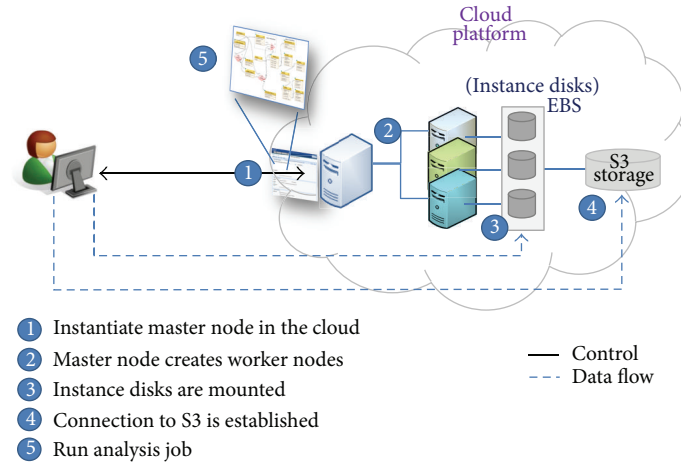 Cloud
platform
5
(Instance disks)
EBS
2
1
S3
storage
4
3
1 Instantiate master node in the cloud
2 Master node creates worker nodes
3 Instance disks are mounted
4 Connection to S3 is established
5 Run analysis job
Control
Data flow